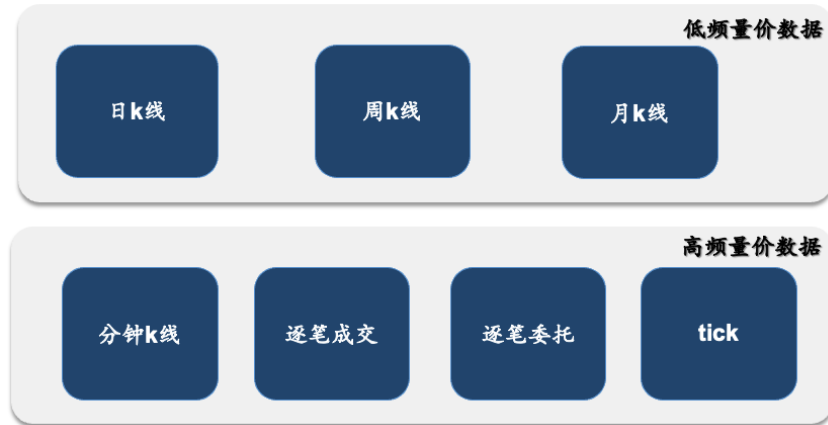 低频量价数据
日k线
周k线
月k线
高频量价数据
分钟k线
逐笔成交
逐笔委托
tick